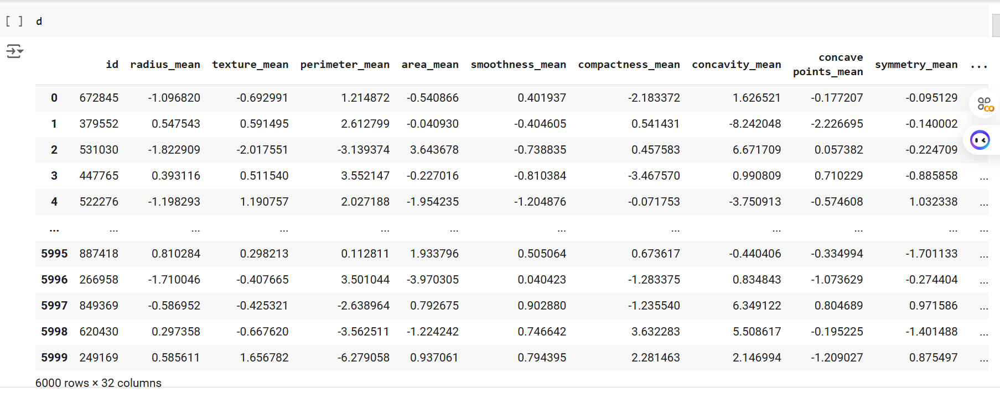 [ ] d
id radius_mean texture_mean perimeter_mean area_mean smoothness_mean compactness_mean concavity_mean concave points_mean symmetry_mean ...
0 672845 -1.096820 -0.692991 1.214872 -0.540866 0.401937 -2.183372 1.626521 -0.177207 -0.095129
1 379552 0.547543 0.591495 2.612799 -0.040930 -0.404605 0.541431 -8.242048 -2.226695 -0.140002
2 531030 -1.822909 -2.017551 -3.139374 3.643678 -0.738835 0.457583 6.671709 0.057382 -0.224709
3 447765 0.393116 0.511540 3.552147 -0.227016 -0.810384 -3.467570 0.990809 0.710229 -0.885858 ...
4 522276 -1.198293 1.190757 2.027188 -1.954235 -1.204876 -0.071753 -3.750913 -0.574608 1.032338 ...
... ... ... ... ... ... ... ... ... ... ... ...
5995 887418 0.810284 0.298213 0.112811 1.933796 0.505064 0.673617 -0.440406 -0.334994 -1.701133 ...
5996 266958 -1.710046 -0.407665 3.501044 -3.970305 0.040423 -1.283375 0.834843 -1.073629 -0.274404 ...
5997 849369 -0.586952 -0.425321 -2.638964 0.792675 0.902880 -1.235540 6.349122 0.804689 0.971586 ...
5998 620430 0.297358 -0.667620 -3.562511 -1.224242 0.746642 3.632283 5.508617 -0.195225 -1.401488 ...
5999 249169 0.585611 1.656782 -6.279058 0.937061 0.794395 2.281463 2.146994 -1.209027 0.875497 ...
6000 rows × 32 columns